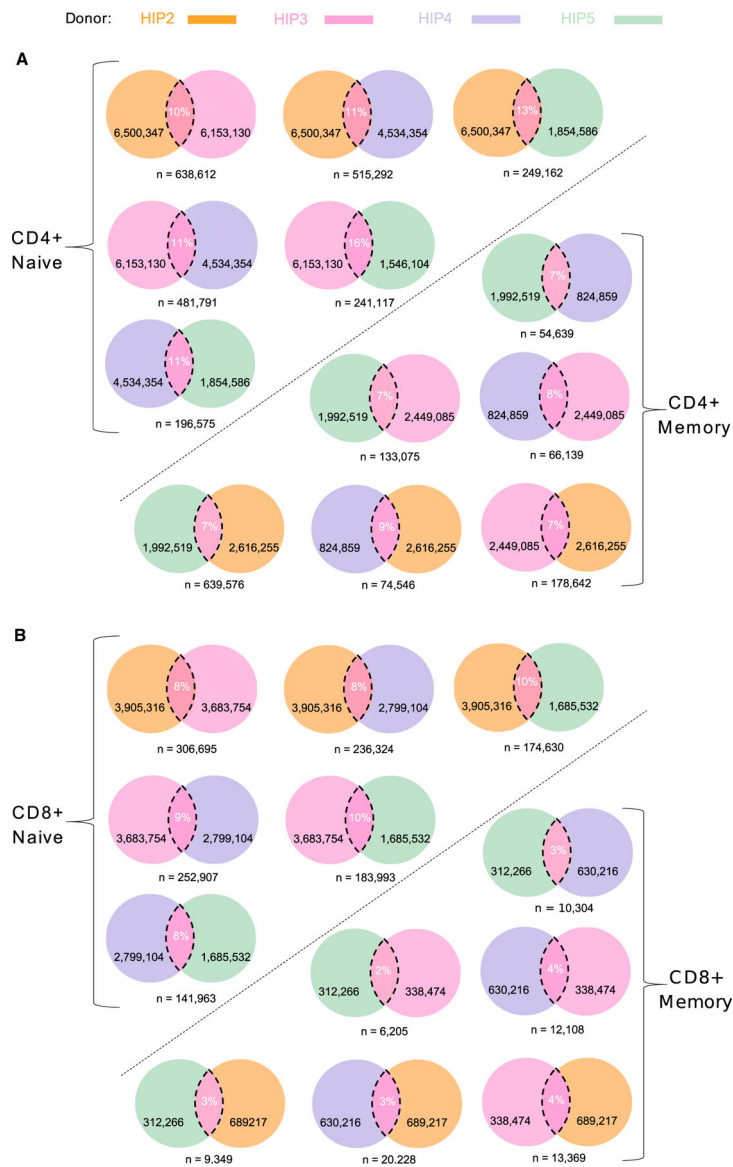 Donor: HIP2 HIP3 HIP4 HIP5
A
10%
6,500,347 6,153,130
n = 638,612
11%
6,500,347 4,534,354
n = 515,292
13%
6,500,347 1,854,586
n = 249,162
CD4+
Naive
11%
6,153,130 4,534,354
n = 481,791
16%
6,153,130 1,546,104
n = 241,117
7%
1,992,519 824,859
n = 54,639
11%
4,534,354 1,854,586
n = 196,575
7%
1,992,519 2,449,085
n = 133,075
8%
824,859 2,449,085
n = 66,139
CD4+
Memory
7%
1,992,519 2,616,255
n = 639,576
9%
824,859 2,616,255
n = 74,546
7%
2,449,085 2,616,255
n = 178,642
B
8%
3,905,316 3,683,754
n = 306,695
8%
3,905,316 2,799,104
n = 236,324
10%
3,905,316 1,685,532
n = 174,630
CD8+
Naive
9%
3,683,754 2,799,104
n = 252,907
10%
3,683,754 1,685,532
n = 183,993
3%
312,266 630,216
n = 10,304
8%
2,799,104 1,685,532
n = 141,963
2%
312,266 338,474
n = 6,205
4%
630,216 338,474
n = 12,108
CD8+
Memory
3%
312,266 689217
n = 9.349
3%
630,216 689,217
n = 20.228
4%
338,474 689,217
n = 13,369